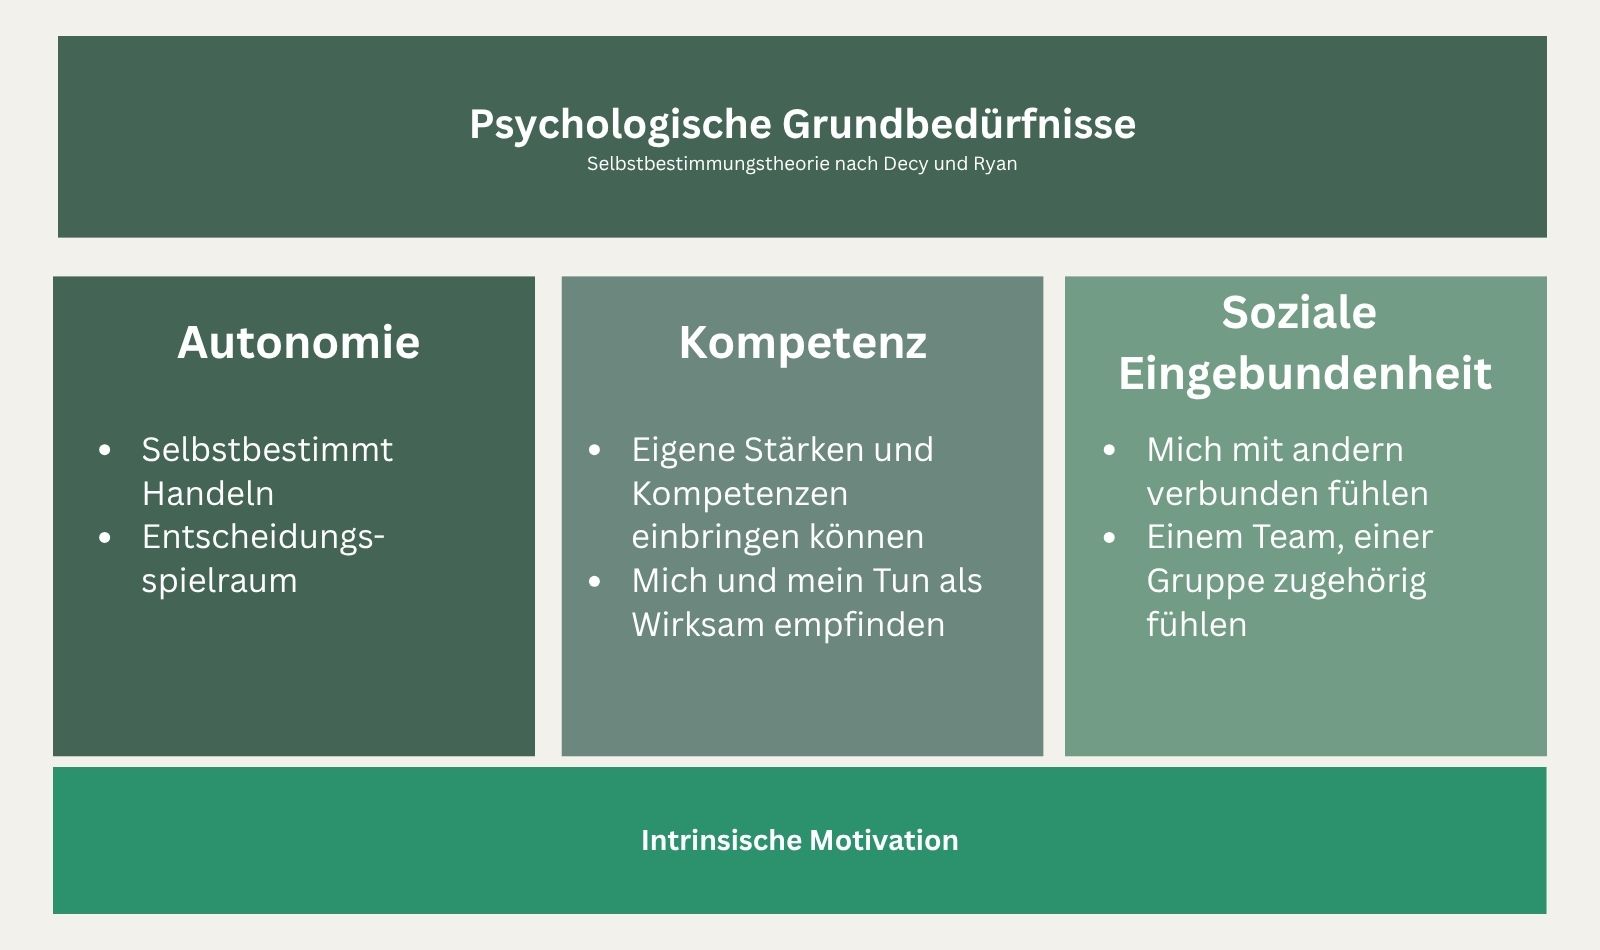 Psychologische Grundbedürfnisse
Selbstbestimmungstheorie nach Decy und Ryan
Autonomie
• Selbstbestimmt
Handeln
• Entscheidungs-
spielraum
Kompetenz
• Eigene Stärken und
Kompetenzen
einbringen können
• Mich und mein Tun als
Wirksam empfinden
Soziale
Eingebundenheit
• Mich mit andern
verbunden fühlen
• Einem Team, einer
Gruppe zugehörig
fühlen
Intrinsische Motivation